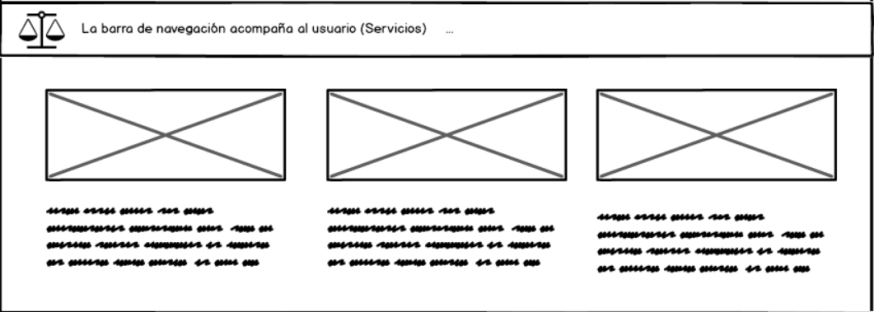 La barra de navegación acompaña al usuario (Servicios) ...